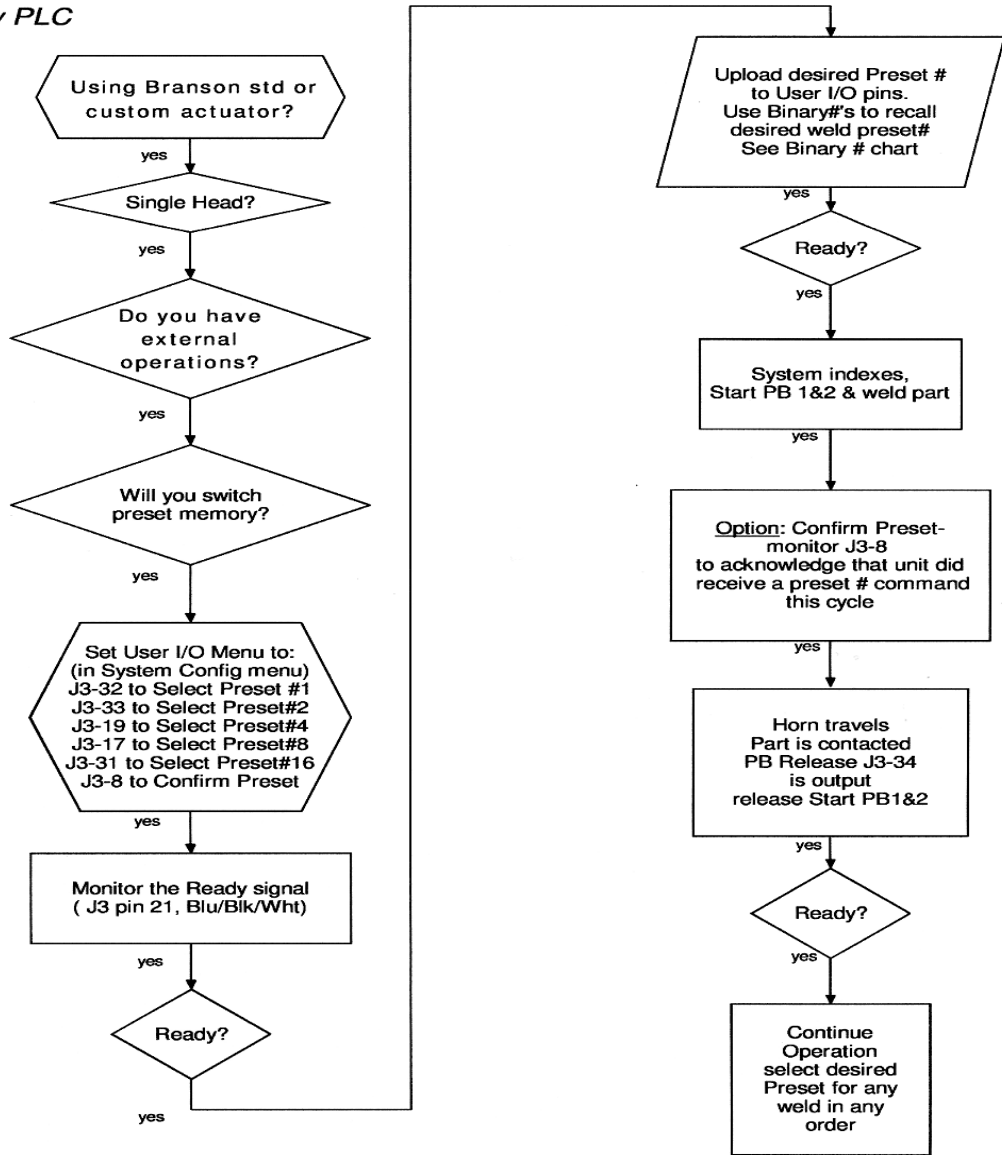 PLC
Using Branson std or
custom actuator?
yes
Single Head?
yes
Do you have
external
operations?
yes
Will you switch
preset memory?
yes
Set User I/O Menu to:
(in System Config menu)
J3-32 to Select Preset #1
J3-33 to Select Preset#2
J3-19 to Select Preset#4
J3-17 to Select Preset#8
J3-31 to Select Preset#16
J3-8 to Confirm Preset
yes
Monitor the Ready signal
( J3 pin 21, Blu/Blk/Wht)
yes
Ready?
yes
Upload desired Preset #
to User I/O pins.
Use Binary#'s to recall
desired weld preset#
See Binary # chart
yes
Ready?
yes
System indexes,
Start PB 1&2 & weld part
yes
Option: Confirm Preset-
monitor J3-8
to acknowledge that unit did
receive a preset # command
this cycle
yes
Horn travels
Part is contacted
PB Release J3-34
is output
release Start PB1&2
yes
Ready?
yes
Continue
Operation
select desired
Preset for any
weld in any
order